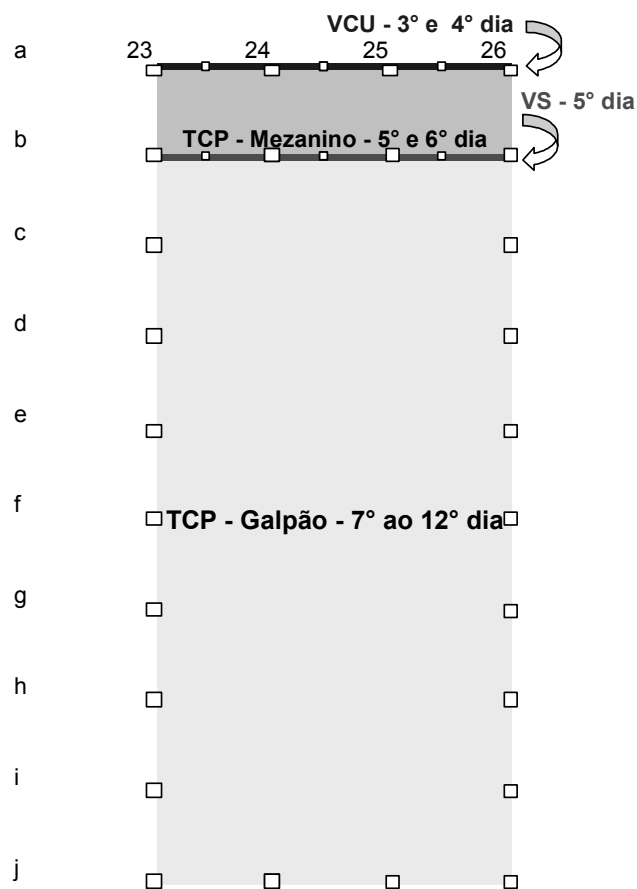 VCU - 3° e 4° dia
a 23 24 25 26
VS - 5° dia
b TCP - Mezanino - 5° e 6° dia
c
d
e
f TCP - Galpão - 7° ao 12° dia
g
h
i
j